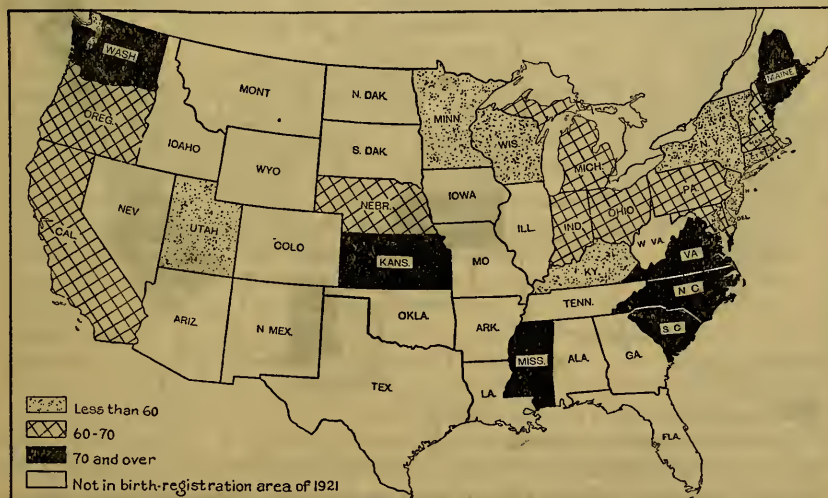 WASH
MONT
N. DAK.
MINN.
MAINE
OREG.
IDAHO
S. DAK.
WIS.
N.
WYO
MICH.
NEBR.
IOWA
PA.
NEV
UTAH
ILL.
IND.
OHIO
DEL.
CAL.
COLO
KANS.
MO
W VA.
VA
KY.
N C
ARIZ.
N MEX.
OKLA.
ARK.
TENN.
S C
MISS.
ALA.
GA.
TEX.
LA.
FLA.
Less than 60
60-70
70 and over
Not in birth-registration area of 1921